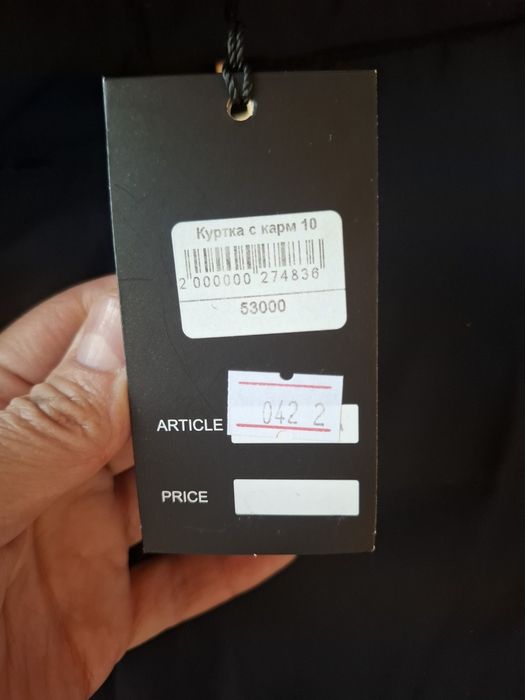 Куртка с карм 10
2 000000 274836
53000
042 2
ARTICLE
PRICE